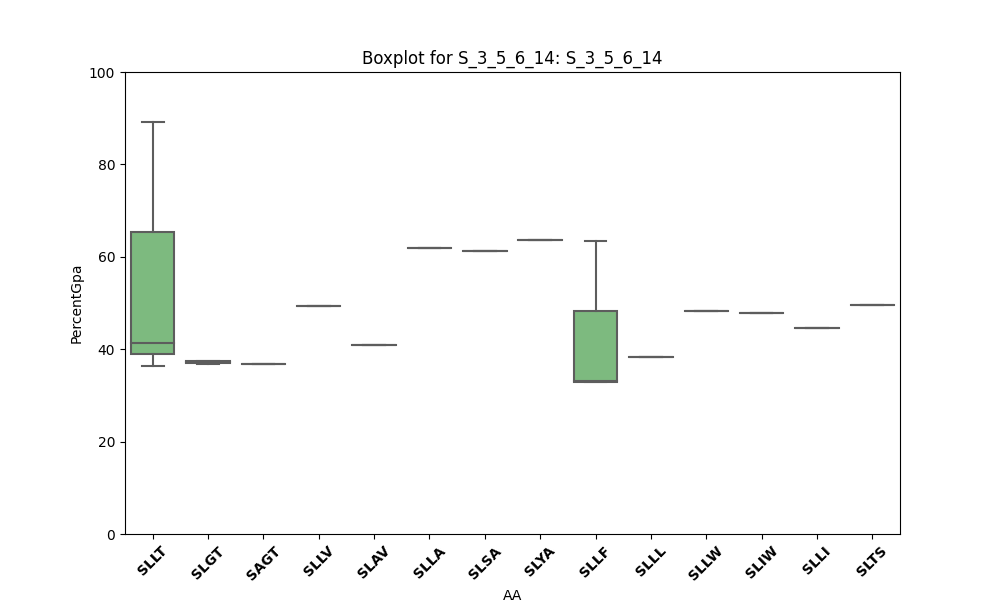 Boxplot for S_3_5_6_14: S_3_5_6_14
100
80
60
40
20
0
PercentGpa
SLLT
SLGT
SAGT
SLLV
SLAV
SLLA
SLSA
SLYA
SLLF
SLLL
SLLW
SLIW
SLLI
SLTS
AA